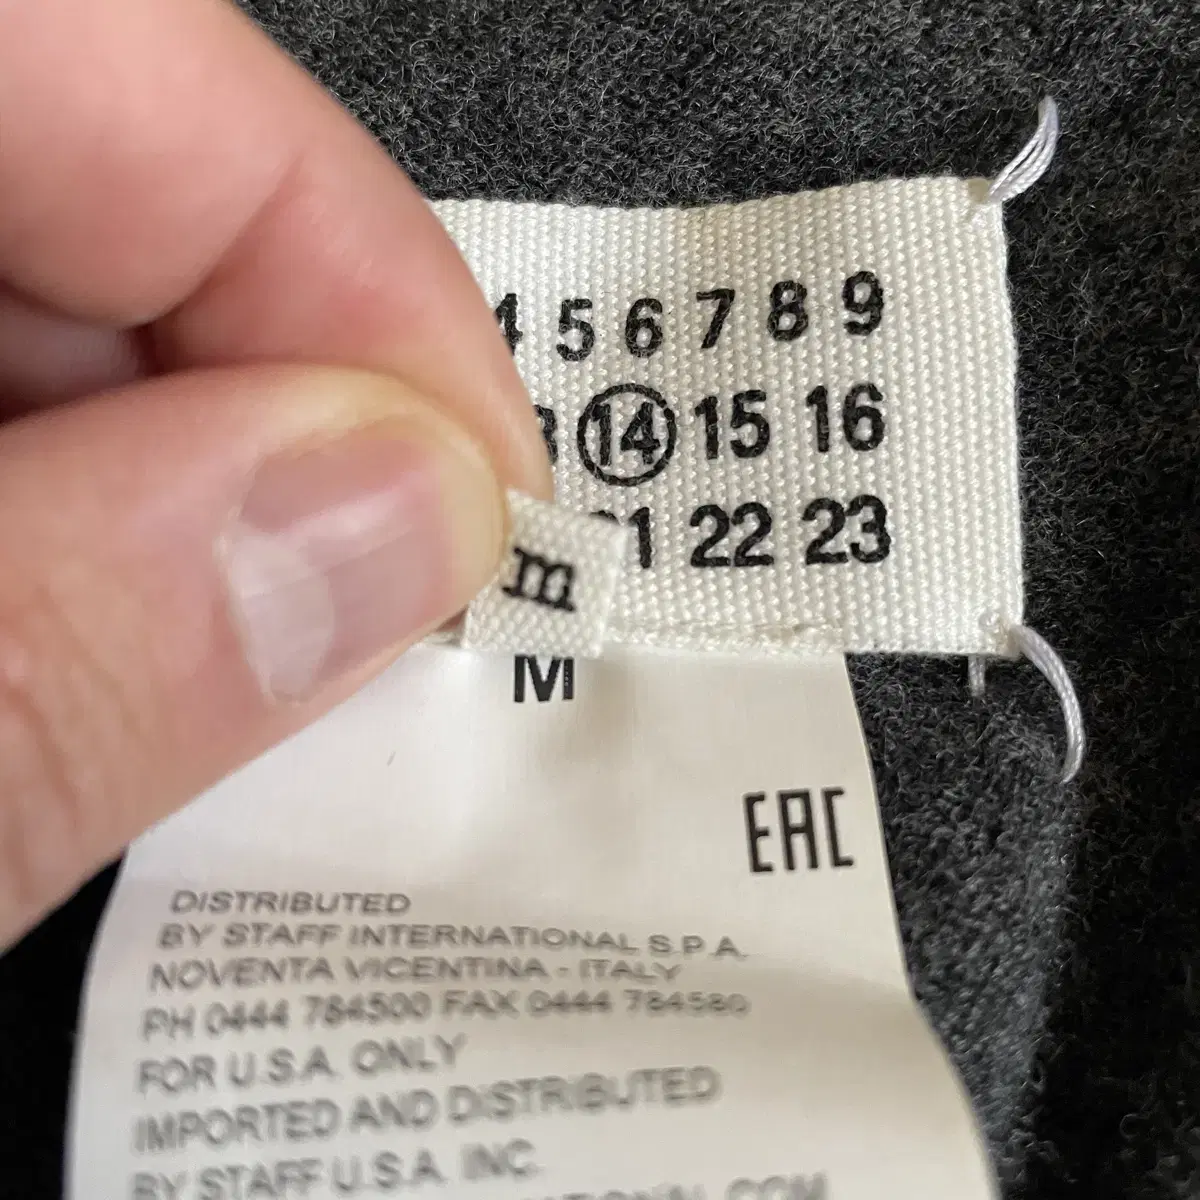 4 5 6 7 8 9
14 15 16
22 23
m
M
EAC
DISTRIBUTED
BY STAFF INTERNATIONAL S.P.A.
NOVENTA VICENTINA - ITALY
PH 0444 784500 FAX 0444 784580
FOR U.S.A. ONLY
IMPORTED AND DISTRIBUTED
BY STAFF U.S.A. INC.